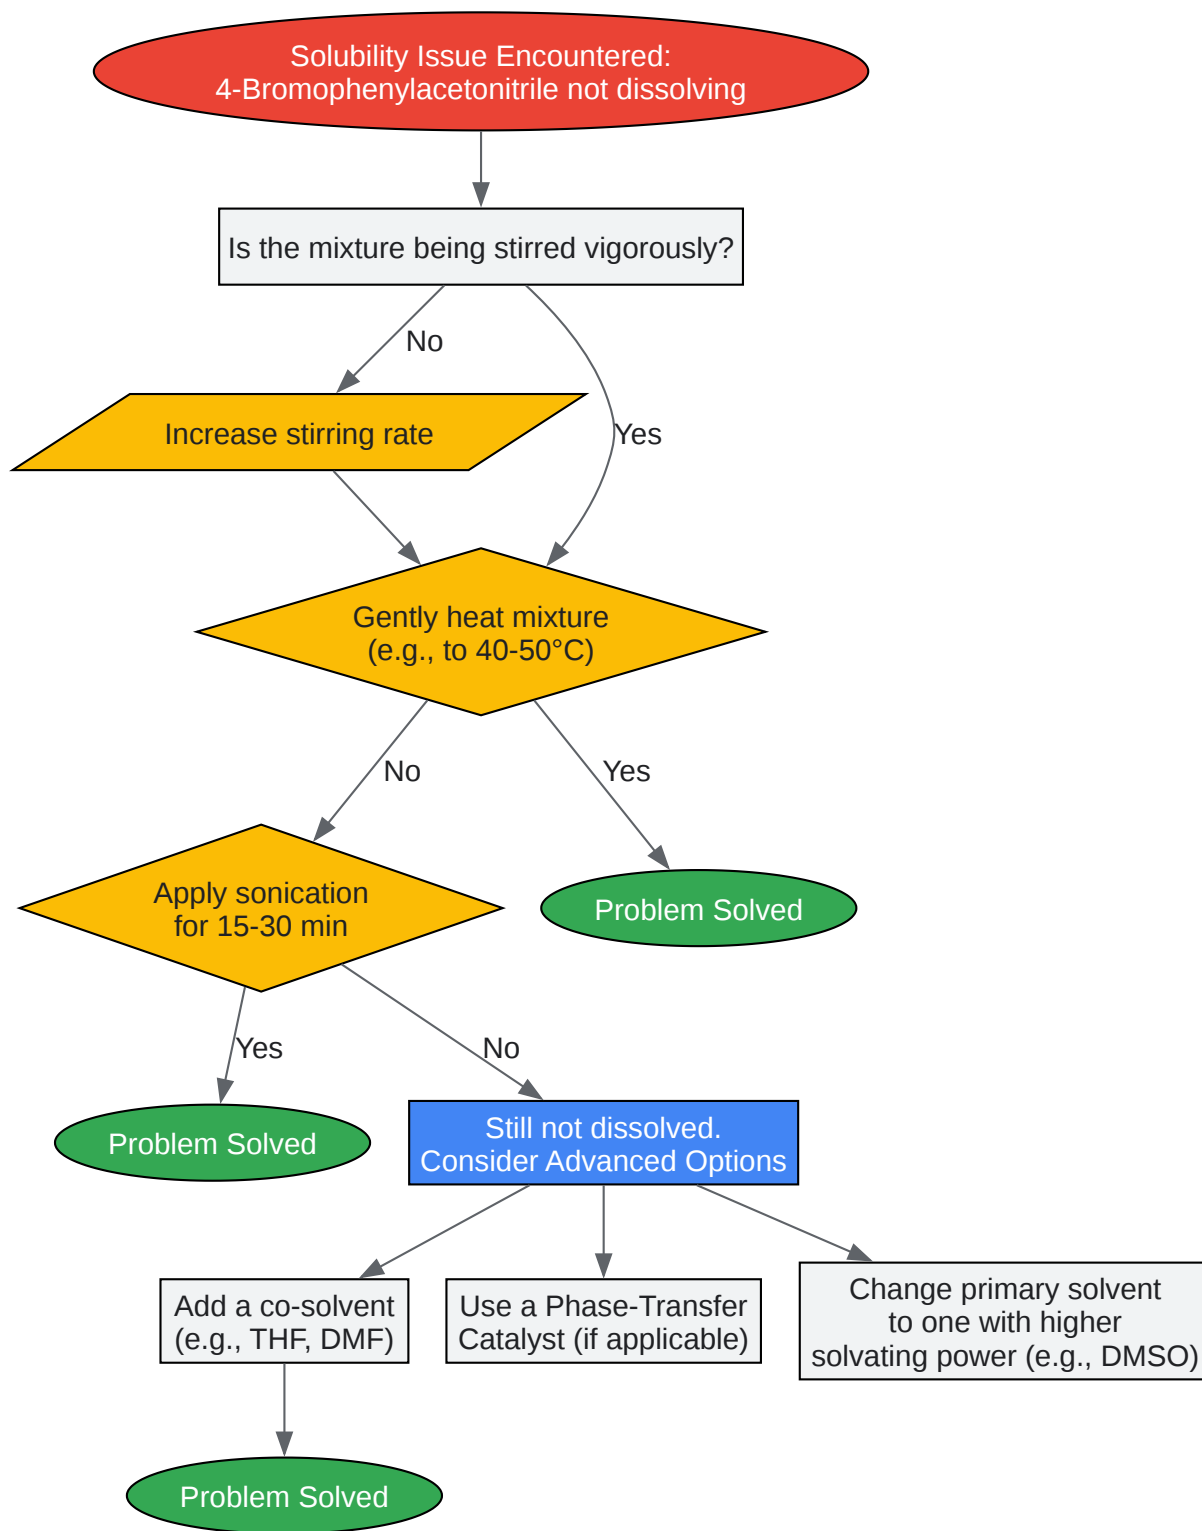 Solubility Issue Encountered:
4-Bromophenylacetonitrile not dissolving
Is the mixture being stirred vigorously?
No
Increase stirring rate
Yes
Gently heat mixture
(e.g., to 40-50°C)
No
Yes
Apply sonication
for 15-30 min
Problem Solved
Yes
No
Problem Solved
Still not dissolved.
Consider Advanced Options
Add a co-solvent
(e.g., THF, DMF)
Use a Phase-Transfer
Catalyst (if applicable)
Change primary solvent
to one with higher
solvating power (e.g., DMSO)
Problem Solved